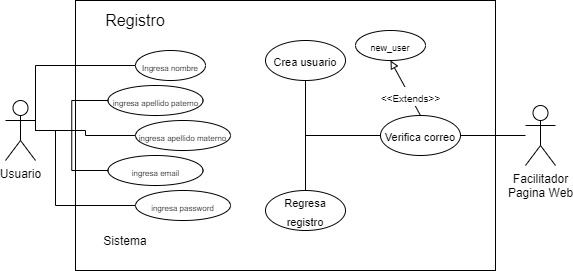 Registro
new_user
Ingresa nombre
Crea usuario
ingresa apellido paterno
<<Extends>>
ingresa apellido materno
Verifica correo
Usuario
ingresa email
Facilitador
Pagina Web
ingresa password
Regresa
registro
Sistema